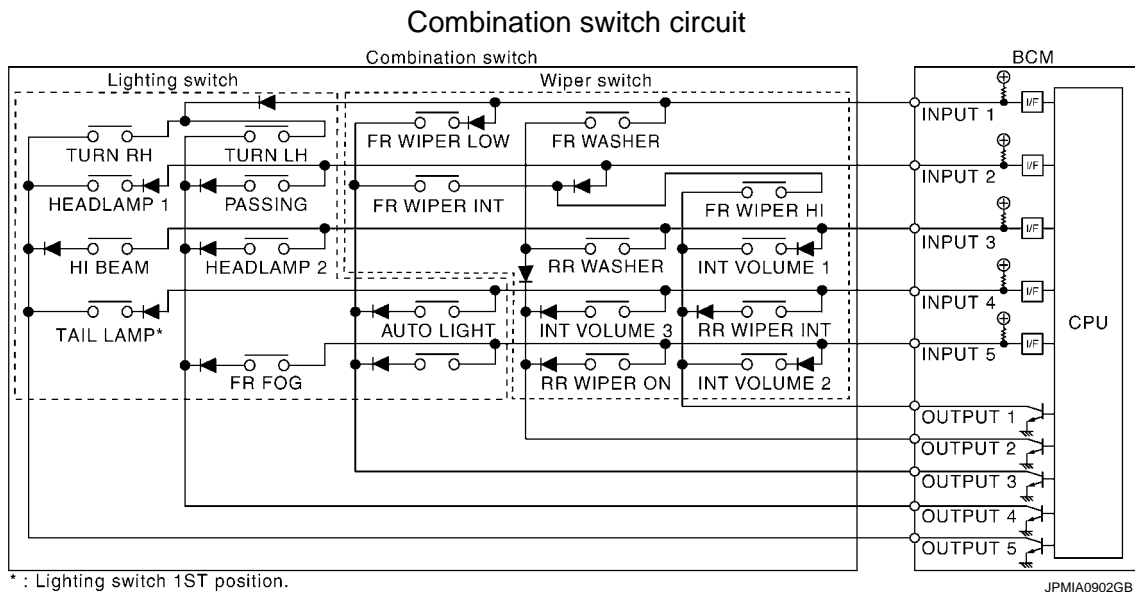 Combination switch circuit
Combination switch
BCM
Lighting switch
Wiper switch
INPUT 1
I/F
TURN RH
TURN LH
FR WIPER LOW
FR WASHER
INPUT 2
I/F
HEADLAMP 1
PASSING
FR WIPER INT
FR WIPER HI
INPUT 3
I/F
HI BEAM
HEADLAMP 2
RR WASHER
INT VOLUME 1
INPUT 4
I/F
CPU
TAIL LAMP*
AUTO LIGHT
INT VOLUME 3
RR WIPER INT
INPUT 5
I/F
FR FOG
RR WIPER ON
INT VOLUME 2
OUTPUT 1
OUTPUT 2
OUTPUT 3
OUTPUT 4
OUTPUT 5
* : Lighting switch 1ST position.
JPMIA0902GB